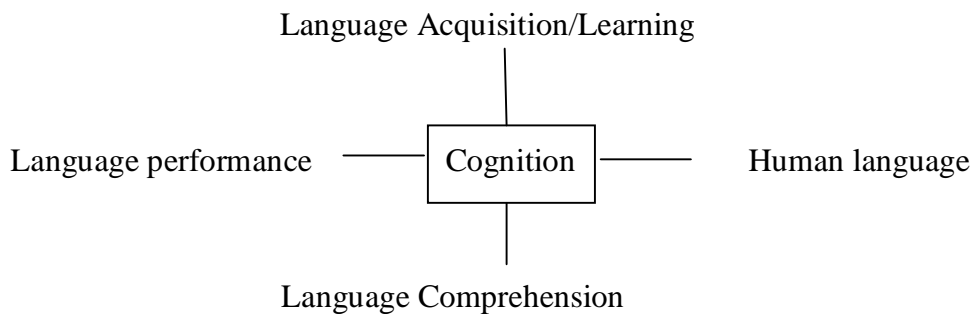 Language Acquisition/Learning
Language performance
Cognition
Human language
Language Comprehension